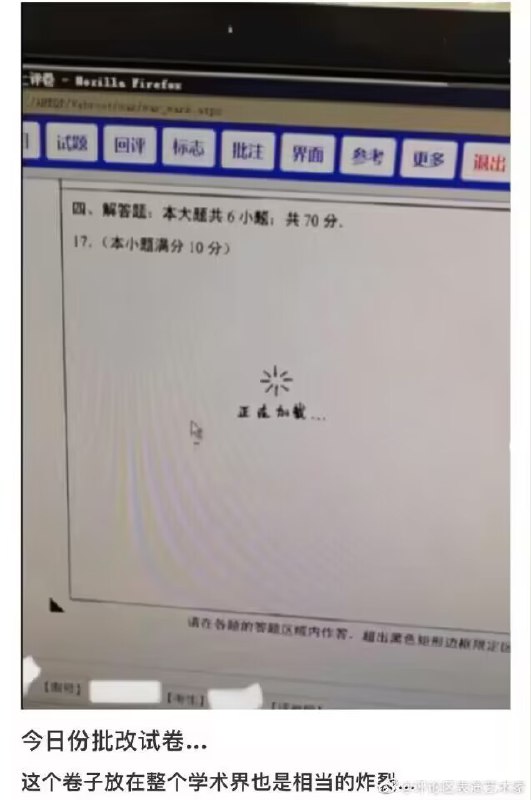 上评卷 - Mozilla Firefox
试题 回评 标志 批注 界面 参考 更多 退出
四、解答题：本大题共 6 小题；共 70 分.
17.（本小题满分 10 分）
正在加载...
请在各题的答题区域内作答，超出黑色矩形边框限定区
【考生】
今日份批改试卷...
这个卷子放在整个学术界也是相当的炸裂...